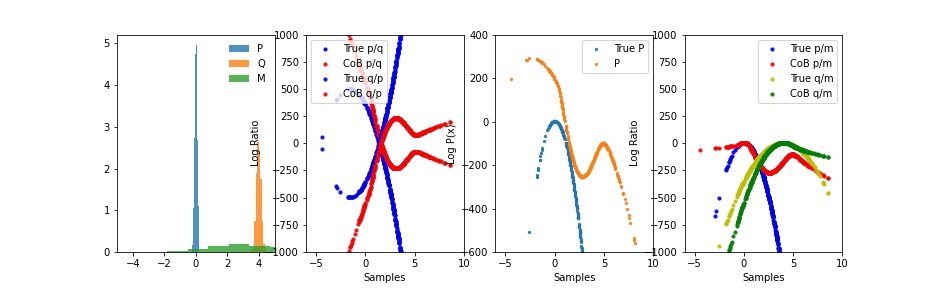 5
4
3
2
1
0
−4 −2 0 2 4
P
Q
M
Log Ratio
1000
750
500
250
0
−250
−500
−750
1000
−5 0 5 10
Samples
True p/q
CoB p/q
True q/p
CoB q/p
Log P(x)
400
200
0
−200
−400
−600
−5 0 5 10
Samples
True P
P
Log Ratio
1000
750
500
250
0
−250
−500
−750
1000
−5 0 5 10
Samples
True p/m
CoB p/m
True q/m
CoB q/m